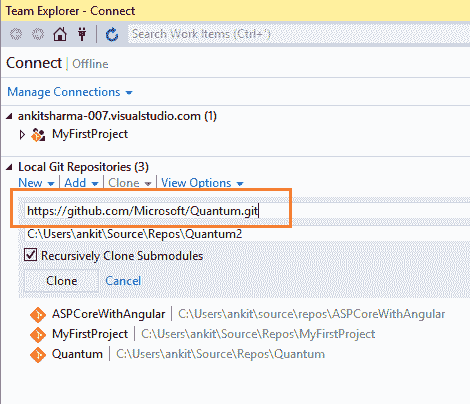 Team Explorer - Connect
Search Work Items (Ctrl+')
Connect | Offline
Manage Connections
ankitsharma-007.visualstudio.com (1)
MyFirstProject
Local Git Repositories (3)
New | Add | Clone | View Options
https://github.com/Microsoft/Quantum.git
C:\Users\ankit\Source\Repos\Quantum2
Recursively Clone Submodules
Clone Cancel
ASPCoreWithAngular | C:\Users\ankit\source\repos\ASPCoreWithAngular
MyFirstProject | C:\Users\ankit\Source\Repos\MyFirstProject
Quantum | C:\Users\ankit\Source\Repos\Quantum